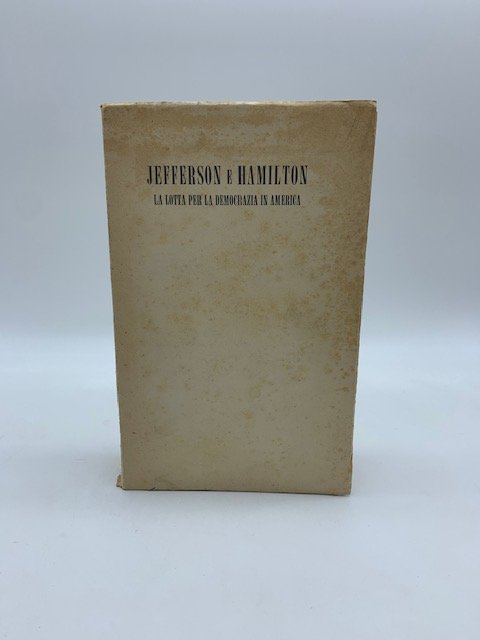 JEFFERSON E HAMILTON
LA LOTTA PER LA DEMOCRAZIA IN AMERICA